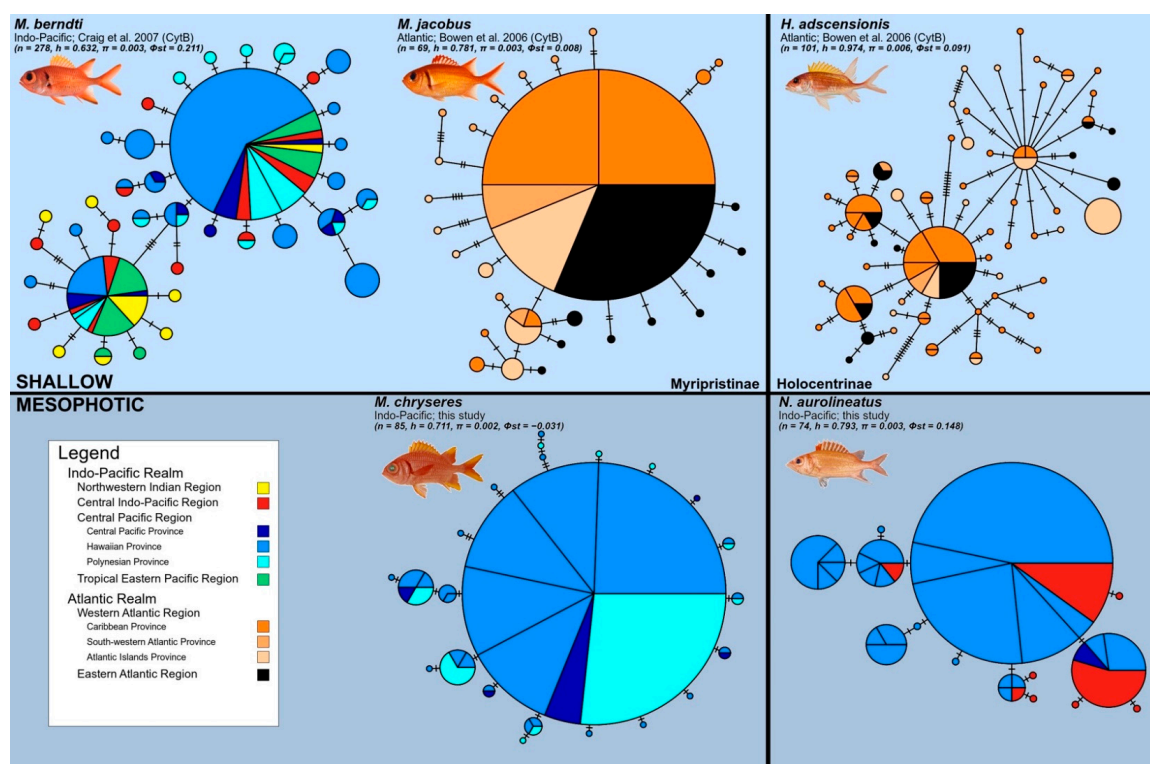 M. berndti
Indo-Pacific; Craig et al. 2007 (CytB)
(n = 278, h = 0.632, π = 0.003, Φst = 0.211)
M. jacobus
Atlantic; Bowen et al. 2006 (CytB)
(n = 69, h = 0.781, π = 0.003, Φst = 0.008)
H. adscensionis
Atlantic; Bowen et al. 2006 (CytB)
(n = 101, h = 0.974, π = 0.006, Φst = 0.091)
SHALLOW
Myripristinae
Holocentrinae
MESOPHOTIC
M. chryseres
Indo-Pacific; this study
(n = 85, h = 0.711, π = 0.002, Φst = −0.031)
N. aurolineatus
Indo-Pacific; this study
(n = 74, h = 0.793, π = 0.003, Φst = 0.148)
Legend
Indo-Pacific Realm
Northwestern Indian Region
Central Indo-Pacific Region
Central Pacific Region
Central Pacific Province
Hawaiian Province
Polynesian Province
Tropical Eastern Pacific Region
Atlantic Realm
Western Atlantic Region
Caribbean Province
South-western Atlantic Province
Atlantic Islands Province
Eastern Atlantic Region